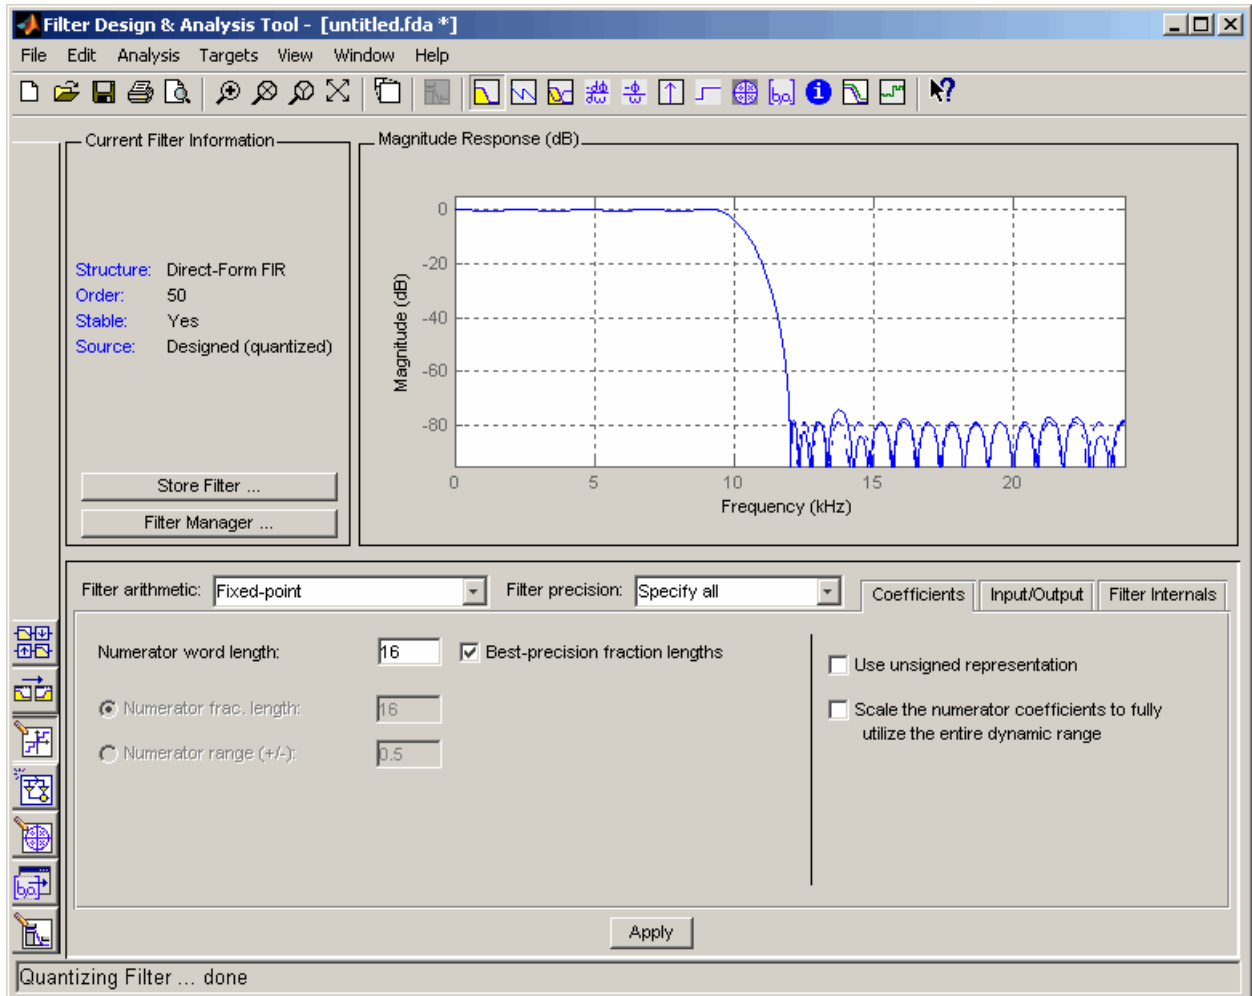 Filter Design & Analysis Tool - [untitled.fda *]
File Edit Analysis Targets View Window Help
Current Filter Information
Structure: Direct-Form FIR
Order: 50
Stable: Yes
Source: Designed (quantized)
Store Filter ...
Filter Manager ...
Magnitude Response (dB)
Magnitude (dB)
0
-20
-40
-60
-80
0 5 10 15 20
Frequency (kHz)
Filter arithmetic: Fixed-point Filter precision: Specify all Coefficients Input/Output Filter Internals
Numerator word length: 16 Best-precision fraction lengths
Numerator frac. length: 16
Numerator range (+/-): 0.5
Use unsigned representation
Scale the numerator coefficients to fully
utilize the entire dynamic range
Apply
Quantizing Filter ... done